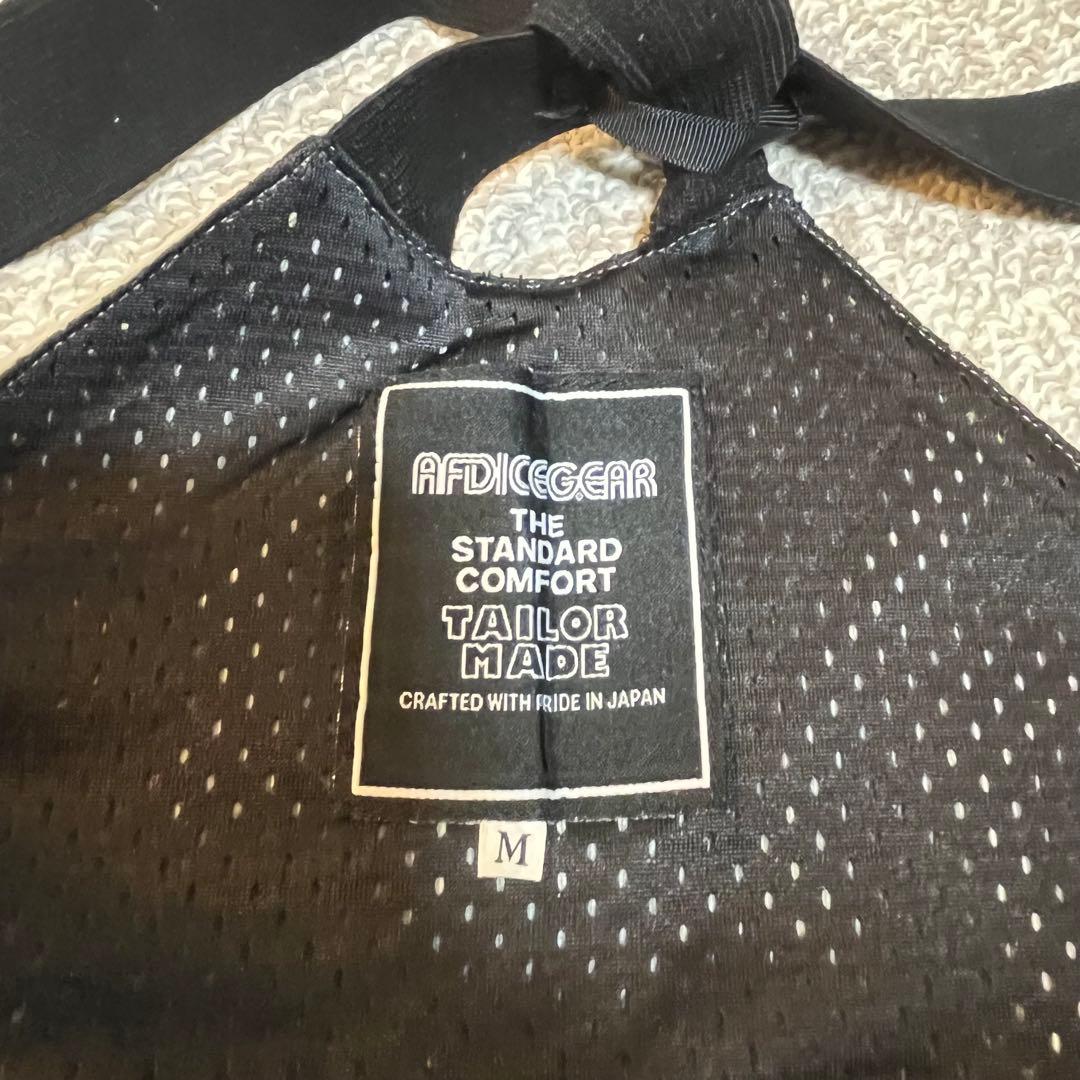 AFDICEGEAR
THE
STANDARD
COMFORT
TAILOR
MADE
CRAFTED WITH PRIDE IN JAPAN
M